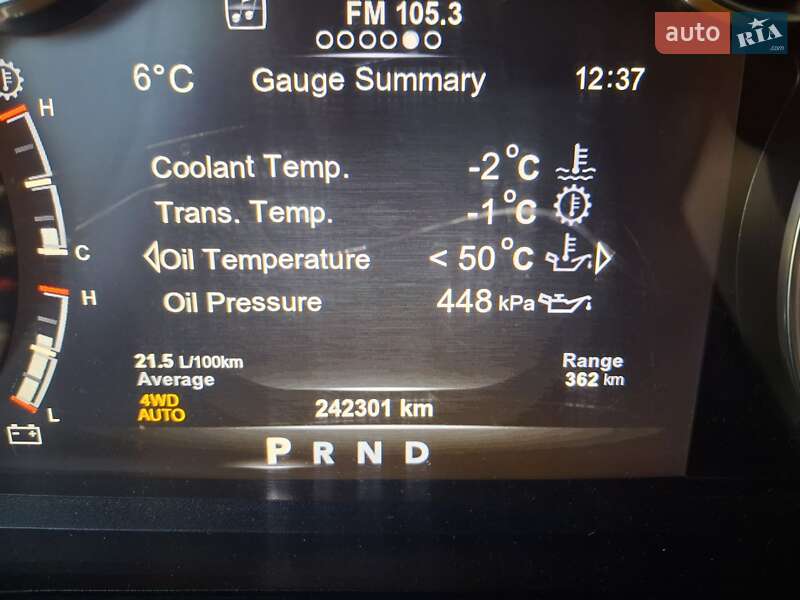 FM 105.3
auto RIA .com
6°C Gauge Summary 12:37
H
Coolant Temp. -2°C
Trans. Temp. -1°C
C
Oil Temperature < 50°C
H
Oil Pressure 448 kPa
21.5 L/100km
Average
Range
362 km
4WD
AUTO
242301 km
L
P R N D